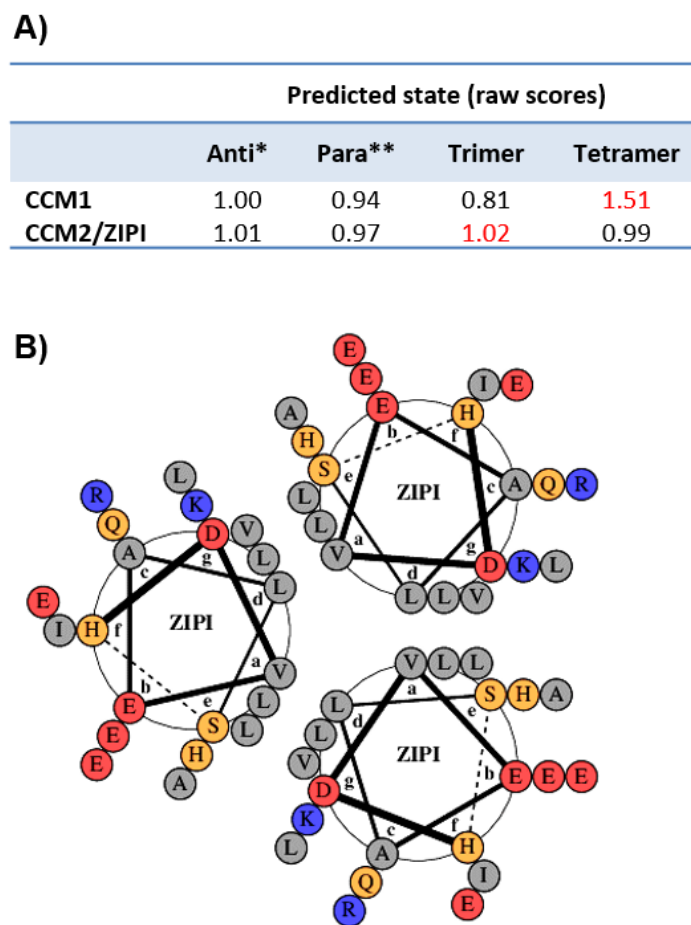 A)
Predicted state (raw scores)
Anti* Para** Trimer Tetramer
CCM1 1.00 0.94 0.81 1.51
CCM2/ZIPI 1.01 0.97 1.02 0.99
B)
E
E
E
b
H I E
f
A
H
S
e
ZIPI
c
A Q R
L
L
V
a
g
D K L
d
L L V
R
Q
A
c
L
K
D
g
V
L
L
d
E
I H
f
ZIPI
a
V
L
L
b
E
E
E
e
S
H
A
V L L
a
S H A
e
L
L
V
d
ZIPI
b
E E E
g
D
K
L
c
A
Q
R
f
H
I
E